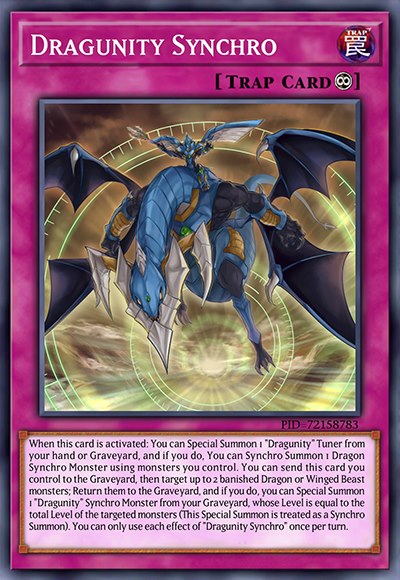 Dragunity Synchro
TRAP
罠
[Trap Card∞]
PID=72158783
When this card is activated: You can Special Summon 1 "Dragunity" Tuner from
your hand or Graveyard, and if you do, You can Synchro Summon 1 Dragon
Synchro Monster using monsters you control. You can send this card you
control to the Graveyard, then target up to 2 banished Dragon or Winged Beast
monsters; Return them to the Graveyard, and if you do, you can Special Summon
1 "Dragunity" Synchro Monster from your Graveyard, whose Level is equal to the
total Level of the targeted monsters (This Special Summon is treated as a Synchro
Summon). You can only use each effect of "Dragunity Synchro" once per turn.